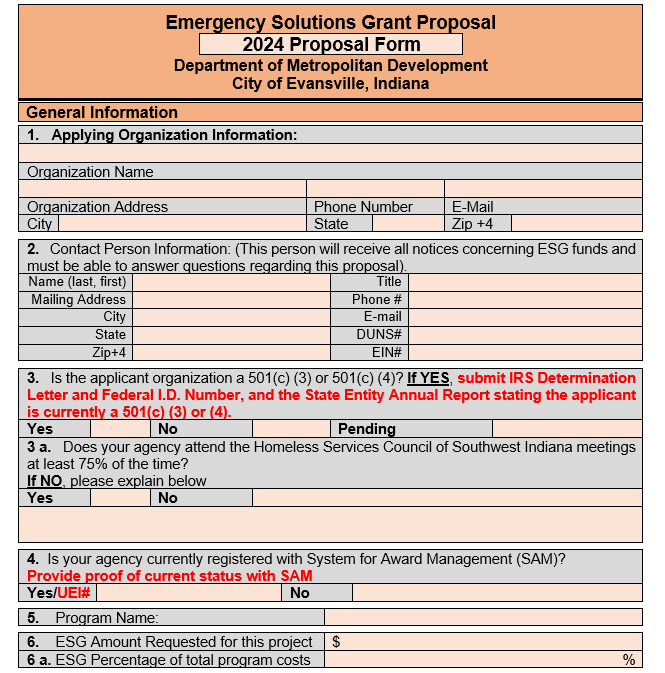 Emergency Solutions Grant Proposal
2024 Proposal Form
Department of Metropolitan Development
City of Evansville, Indiana
General Information
1. Applying Organization Information:
Organization Name
Organization Address Phone Number E-Mail
City State Zip +4
2. Contact Person Information: (This person will receive all notices concerning ESG funds and
must be able to answer questions regarding this proposal).
Name (last, first) Title
Mailing Address Phone #
City E-mail
State DUNS#
Zip+4 EIN#
3. Is the applicant organization a 501(c) (3) or 501(c) (4)? If YES, submit IRS Determination
Letter and Federal I.D. Number, and the State Entity Annual Report stating the applicant
is currently a 501(c) (3) or (4).
Yes No Pending
3 a. Does your agency attend the Homeless Services Council of Southwest Indiana meetings
at least 75% of the time?
If NO, please explain below
Yes No
4. Is your agency currently registered with System for Award Management (SAM)?
Provide proof of current status with SAM
Yes/UEI# No
5. Program Name:
6. ESG Amount Requested for this project $
6 a. ESG Percentage of total program costs %